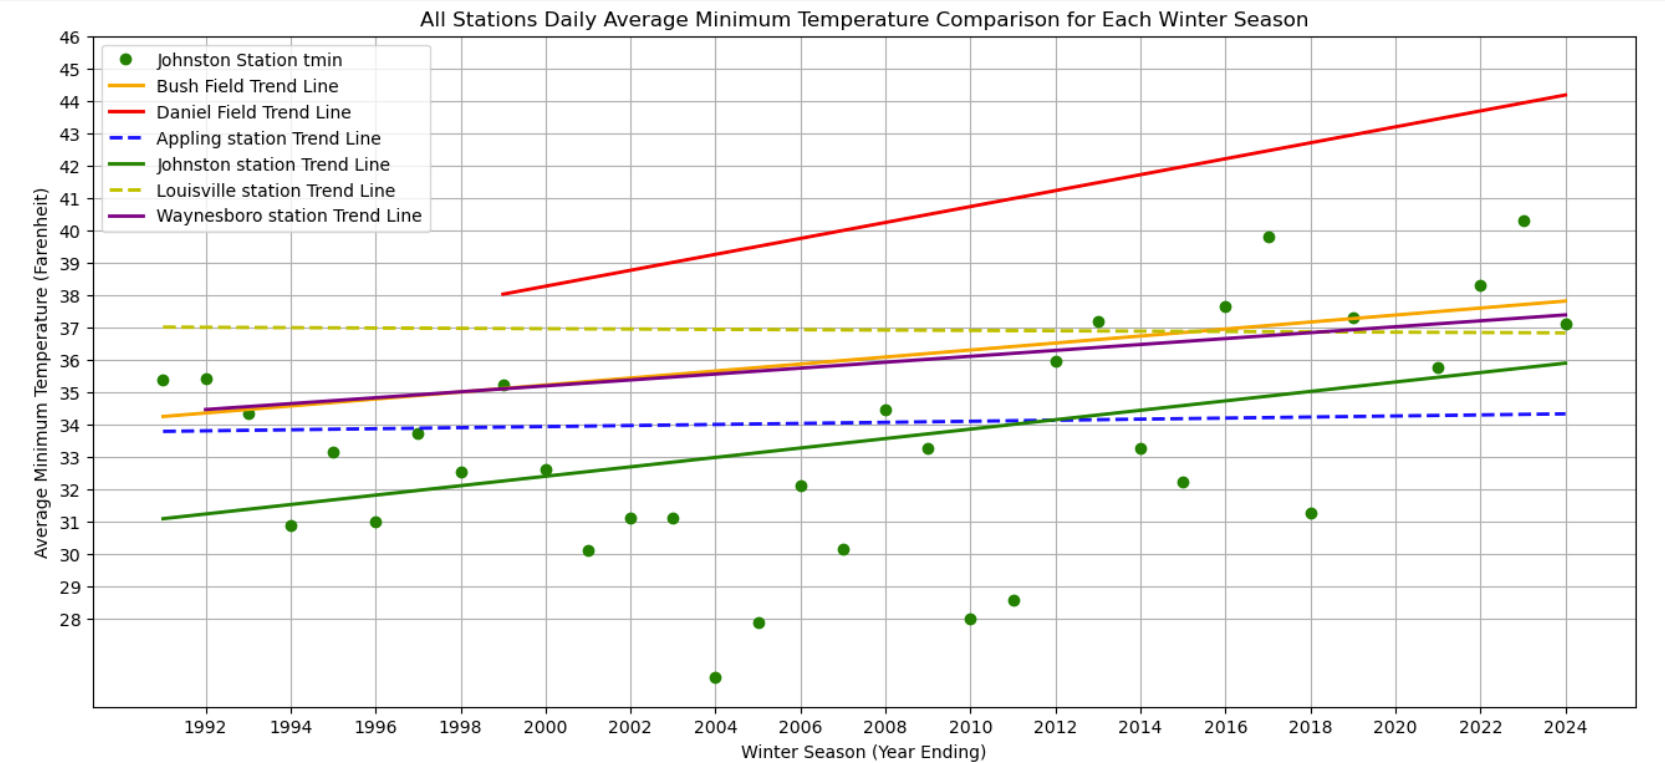 All Stations Daily Average Minimum Temperature Comparison for Each Winter Season
Johnston Station tmin
Bush Field Trend Line
Daniel Field Trend Line
Appling station Trend Line
Johnston station Trend Line
Louisville station Trend Line
Waynesboro station Trend Line
Average Minimum Temperature (Farenheit)
46
45
44
43
42
41
40
39
38
37
36
35
34
33
32
31
30
29
28
1992 1994 1996 1998 2000 2002 2004 2006 2008 2010 2012 2014 2016 2018 2020 2022 2024
Winter Season (Year Ending)